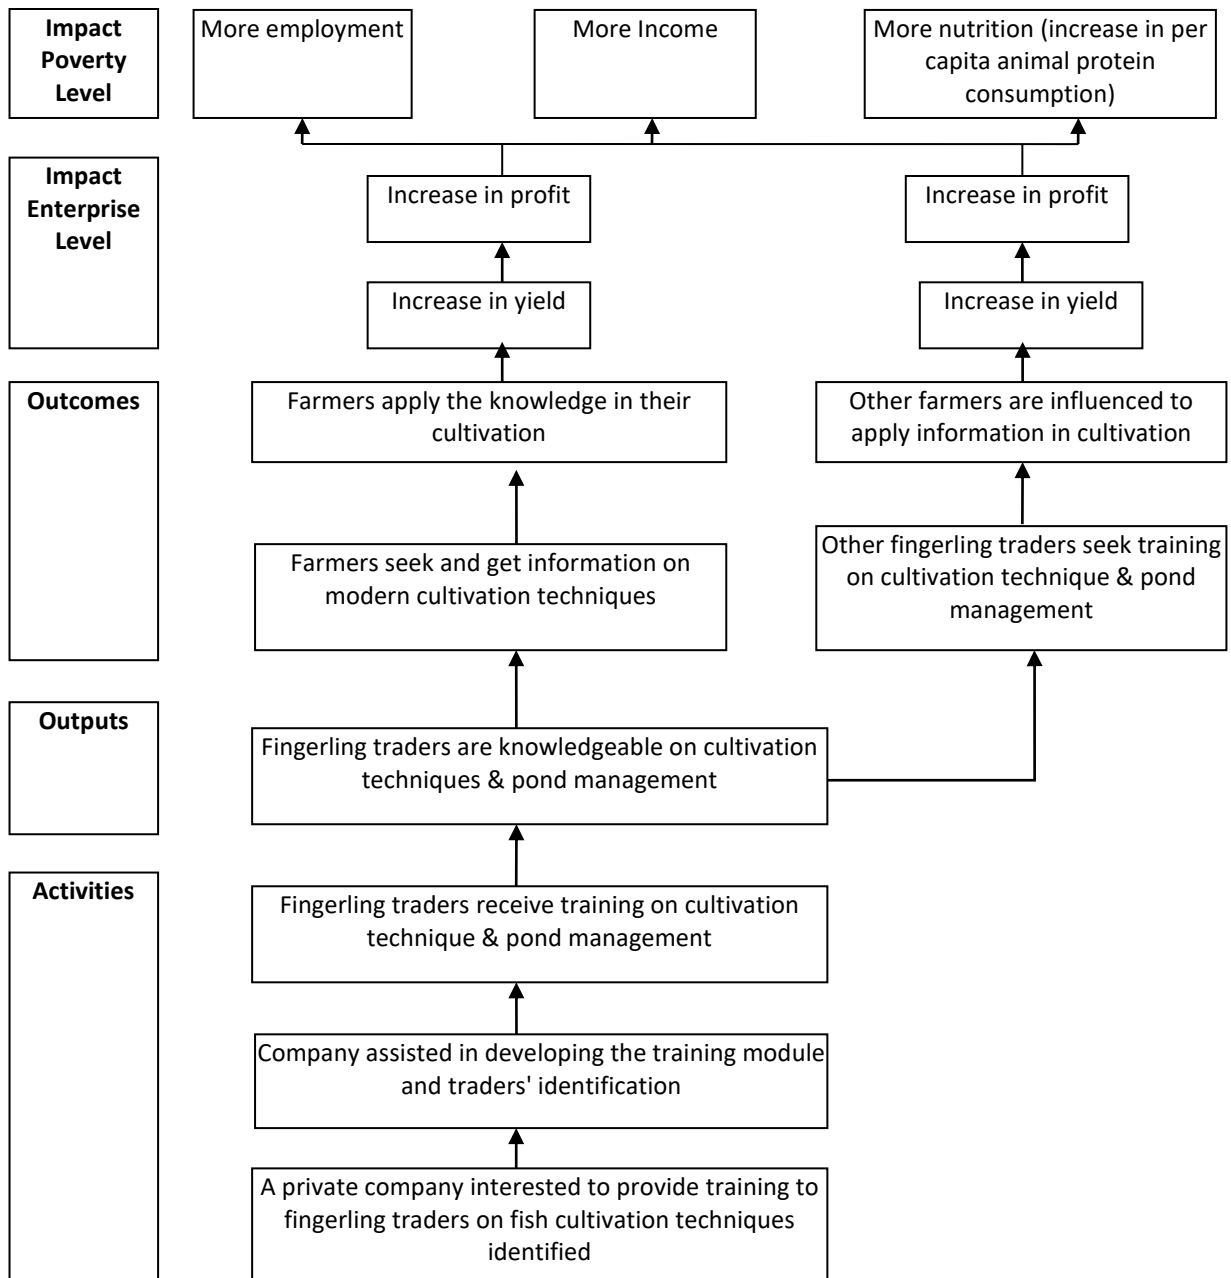 Impact
Poverty
Level
More employment
More Income
More nutrition (increase in per
capita animal protein
consumption)
Impact
Enterprise
Level
Increase in profit
Increase in profit
Increase in yield
Increase in yield
Outcomes
Farmers apply the knowledge in their
cultivation
Other farmers are influenced to
apply information in cultivation
Farmers seek and get information on
modern cultivation techniques
Other fingerling traders seek training
on cultivation technique & pond
management
Outputs
Fingerling traders are knowledgeable on cultivation
techniques & pond management
Activities
Fingerling traders receive training on cultivation
technique & pond management
Company assisted in developing the training module
and traders' identification
A private company interested to provide training to
fingerling traders on fish cultivation techniques
identified